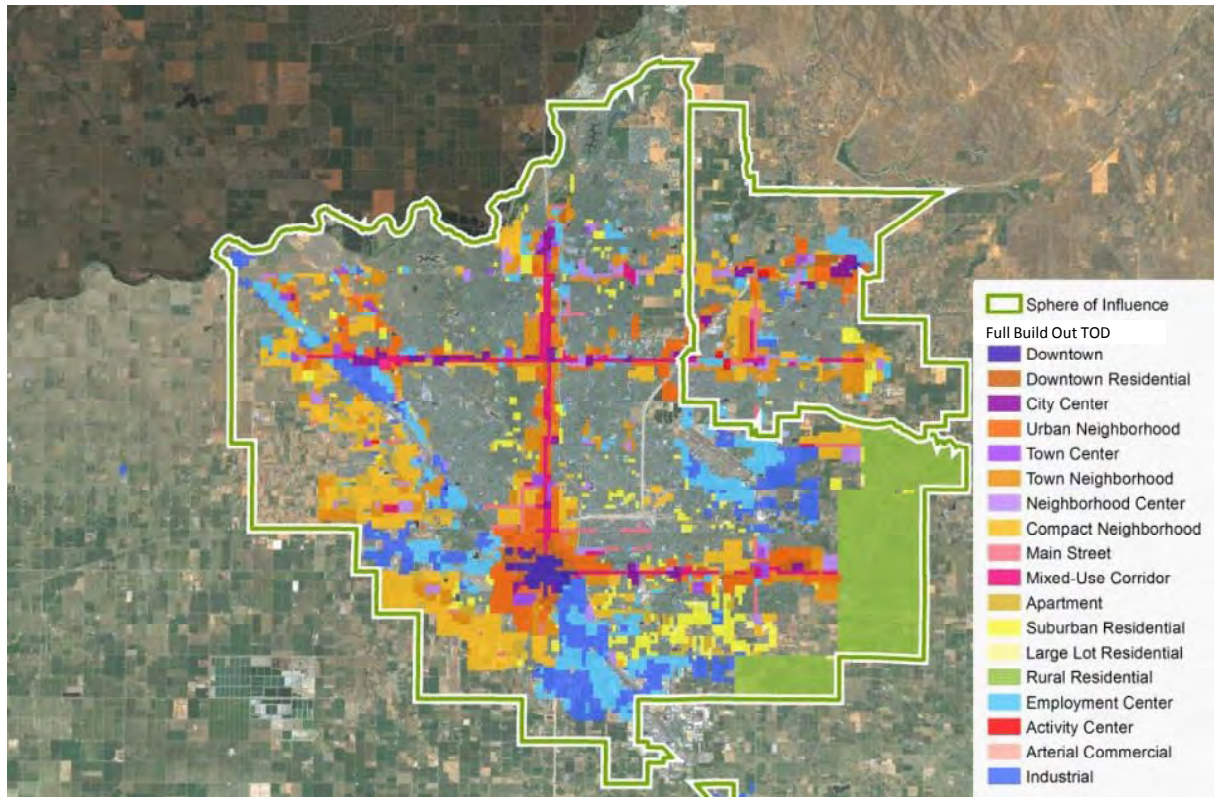 Sphere of Influence
Full Build Out TOD
Downtown
Downtown Residential
City Center
Urban Neighborhood
Town Center
Town Neighborhood
Neighborhood Center
Compact Neighborhood
Main Street
Mixed-Use Corridor
Apartment
Suburban Residential
Large Lot Residential
Rural Residential
Employment Center
Activity Center
Arterial Commercial
Industrial